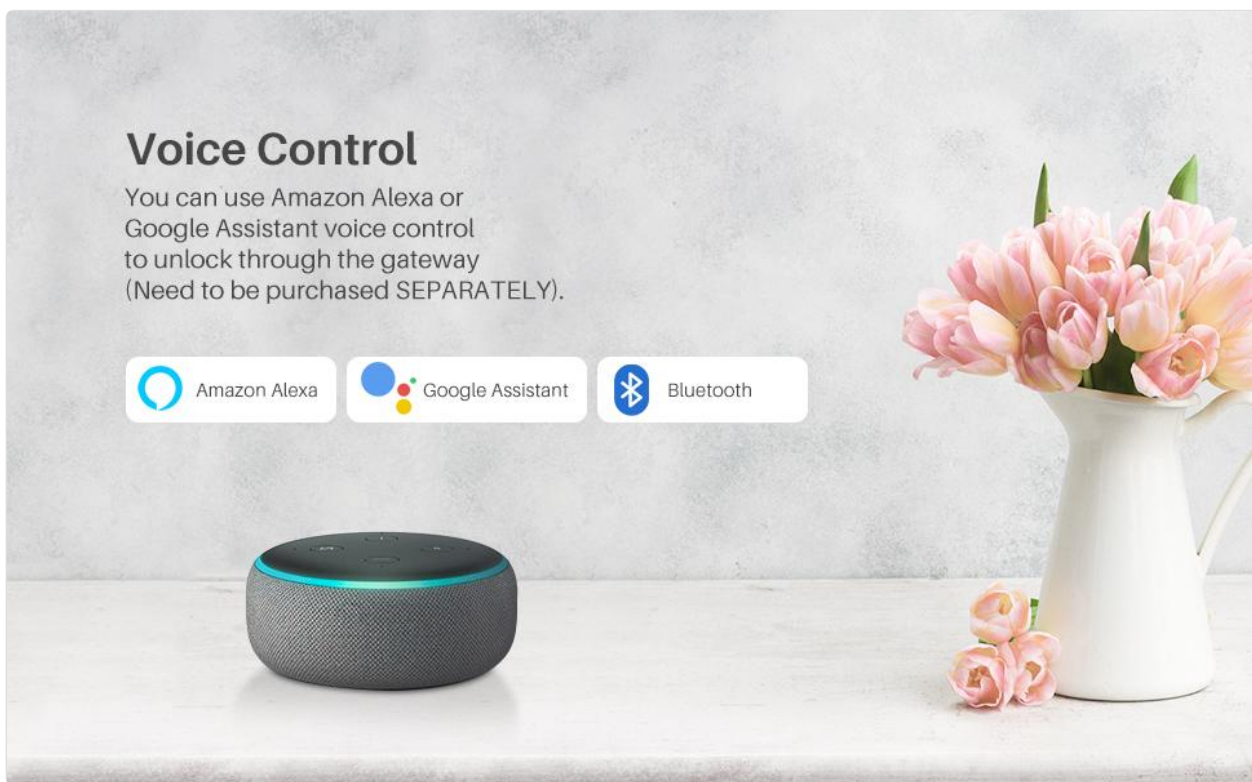 Voice Control
You can use Amazon Alexa or
Google Assistant voice control
to unlock through the gateway
(Need to be purchased SEPARATELY).
Amazon Alexa
Google Assistant
Bluetooth